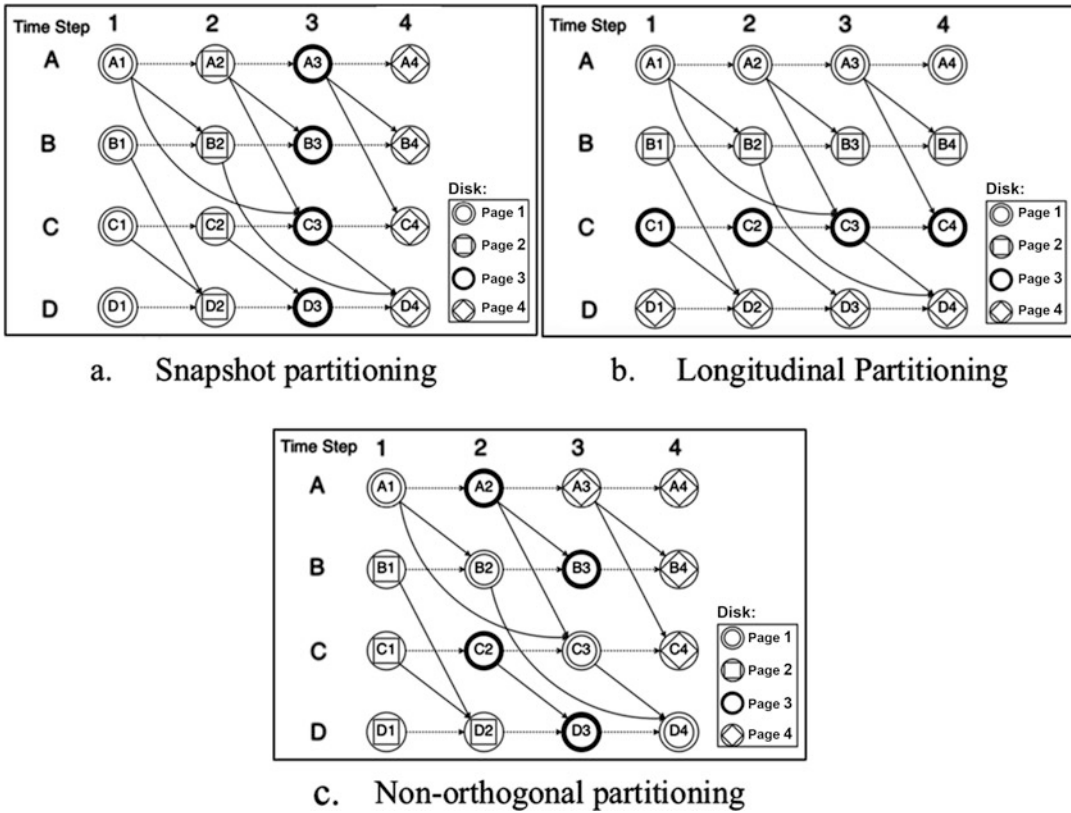 Time Step 1 2 3 4
A A1 A2 A3 A4
B B1 B2 B3 B4
C C1 C2 C3 C4
D D1 D2 D3 D4
Disk:
Page 1
Page 2
Page 3
Page 4
a. Snapshot partitioning
Time Step 1 2 3 4
A A1 A2 A3 A4
B B1 B2 B3 B4
C C1 C2 C3 C4
D D1 D2 D3 D4
Disk:
Page 1
Page 2
Page 3
Page 4
b. Longitudinal Partitioning
Time Step 1 2 3 4
A A1 A2 A3 A4
B B1 B2 B3 B4
C C1 C2 C3 C4
D D1 D2 D3 D4
Disk:
Page 1
Page 2
Page 3
Page 4
c. Non-orthogonal partitioning